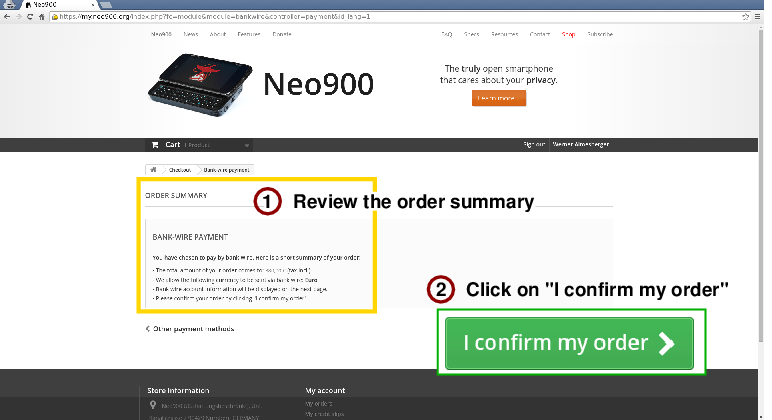 Neo900
https://my.neo900.org/index.php?fc=module&module=bankwire&controller=payment&id_lang=1
Neo900 News About Features Donate
FAQ Specs Resources Contact Shop Subscribe
Neo900
The truly open smartphone
that cares about your privacy.
Learn more
Cart 1 Product
Sign out Werner Almesberger
Checkout Bank-wire payment
ORDER SUMMARY
1 Review the order summary
BANK-WIRE PAYMENT
You have chosen to pay by bank wire. Here is a short summary of your order:
- The total amount of your order comes to: (tax incl.)
- We allow the following currency to be sent via bank wire: Euro
- Bank wire account information will be displayed on the next page.
- Please confirm your order by clicking "I confirm my order"
2 Click on "I confirm my order"
Other payment methods
I confirm my order
Store Information
My account
Neo900 UG
My orders
GERMANY
My credit slips